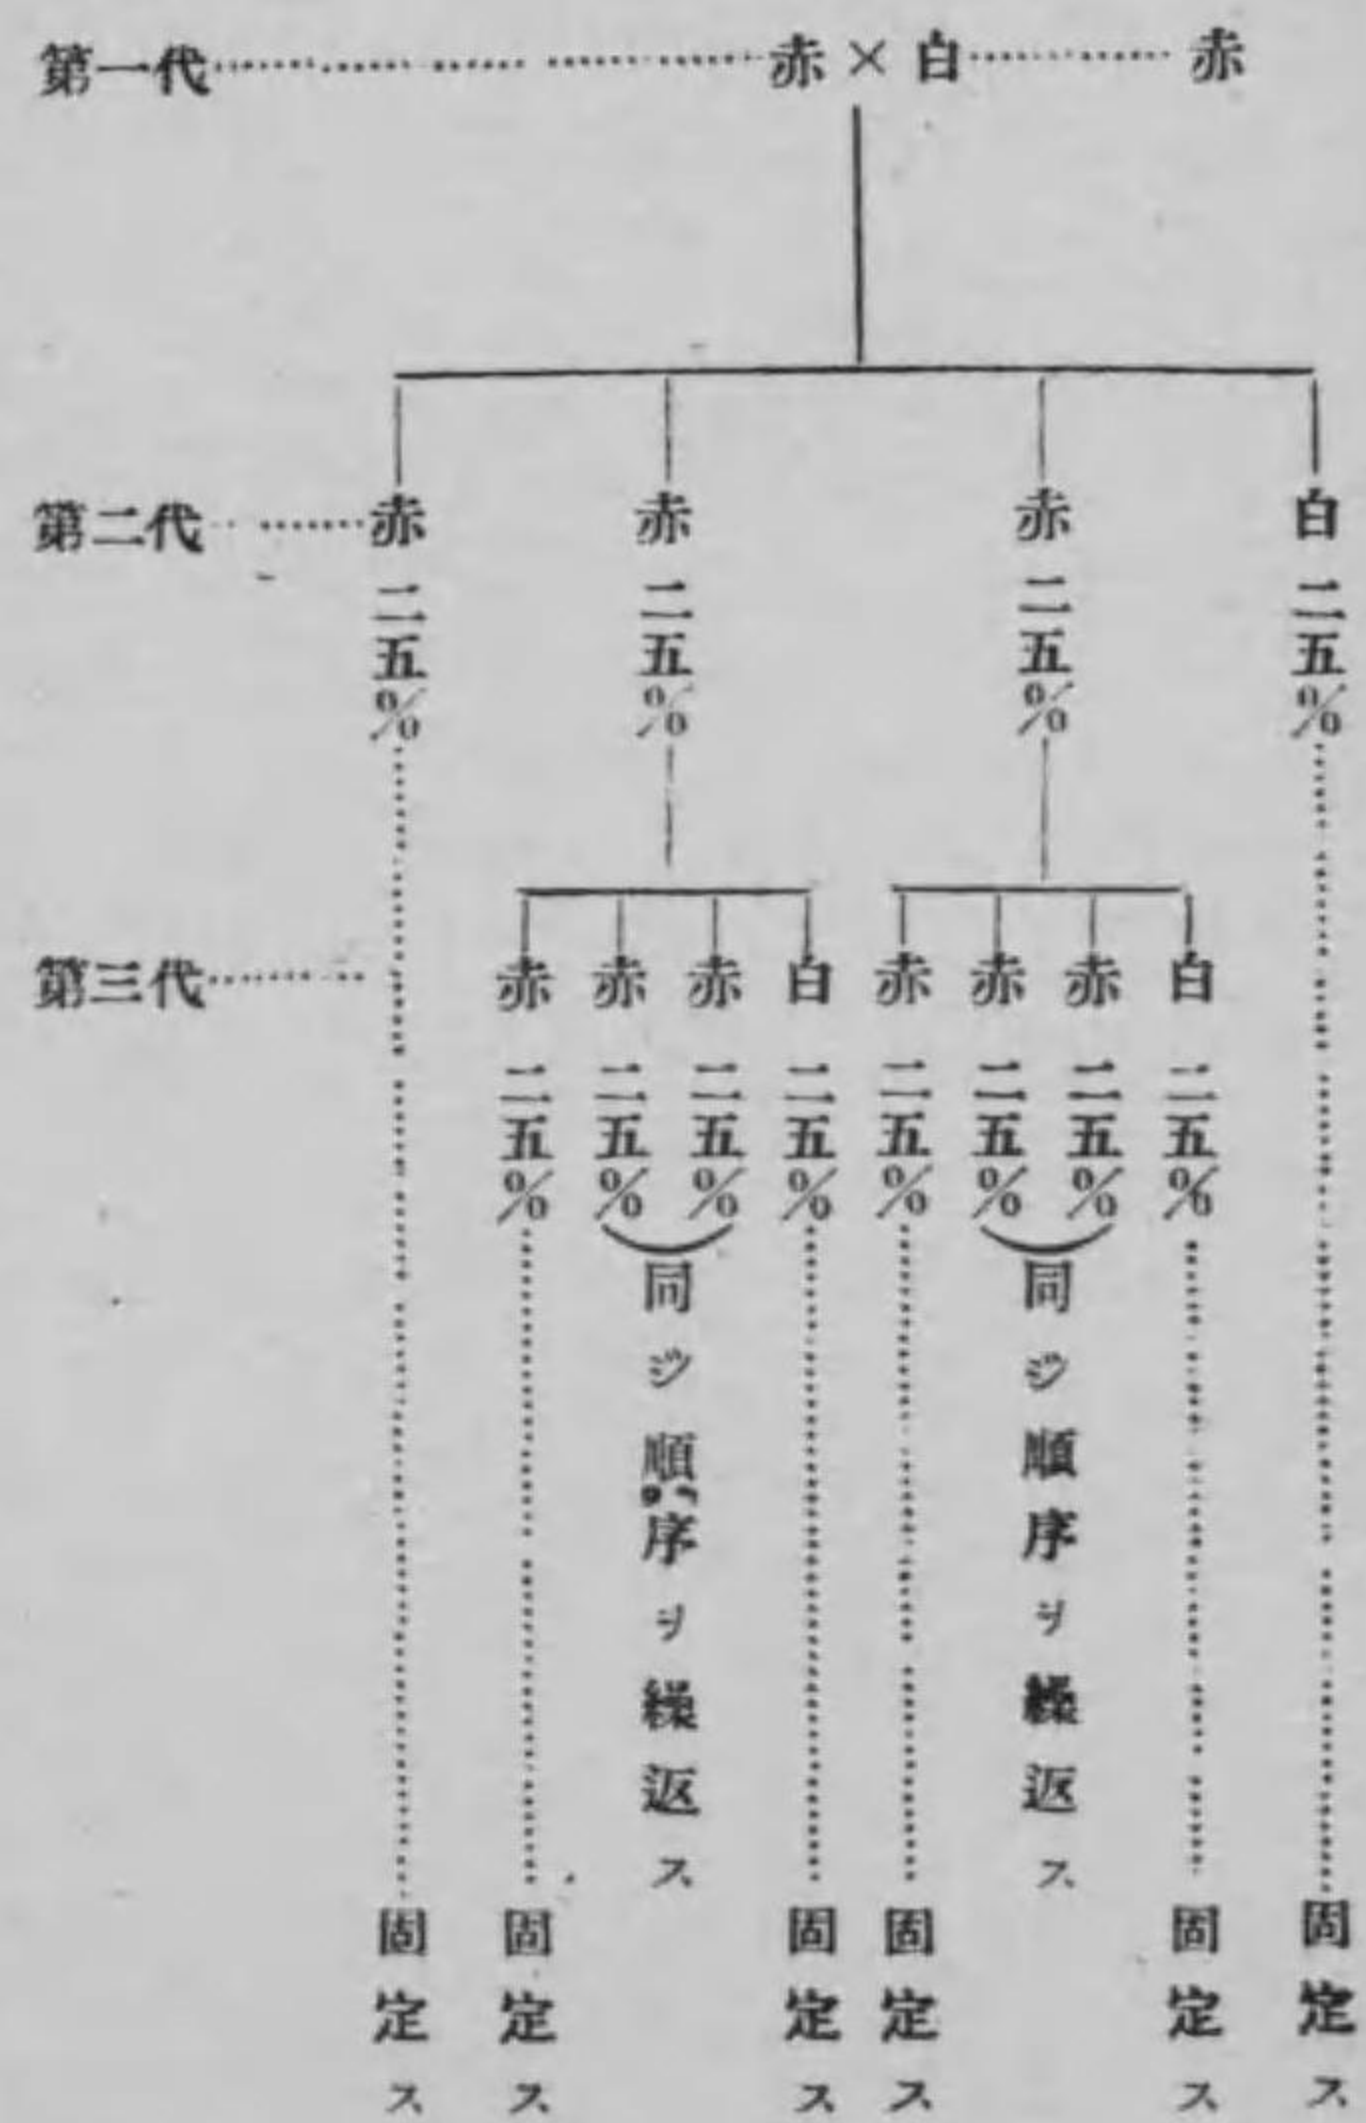 第一代 赤×白 赤
第二代 赤 赤 赤 白
二五% 二五% 二五% 二五%
第三代 赤 赤 赤 白 赤 赤 赤 白
二五% 二五% 二五% 二五% 二五% 二五% 二五% 二五%
同ジ順序ヲ繰返ス 同ジ順序ヲ繰返ス
固定ス 固定ス 固定ス 固定ス 固定ス 固定ス